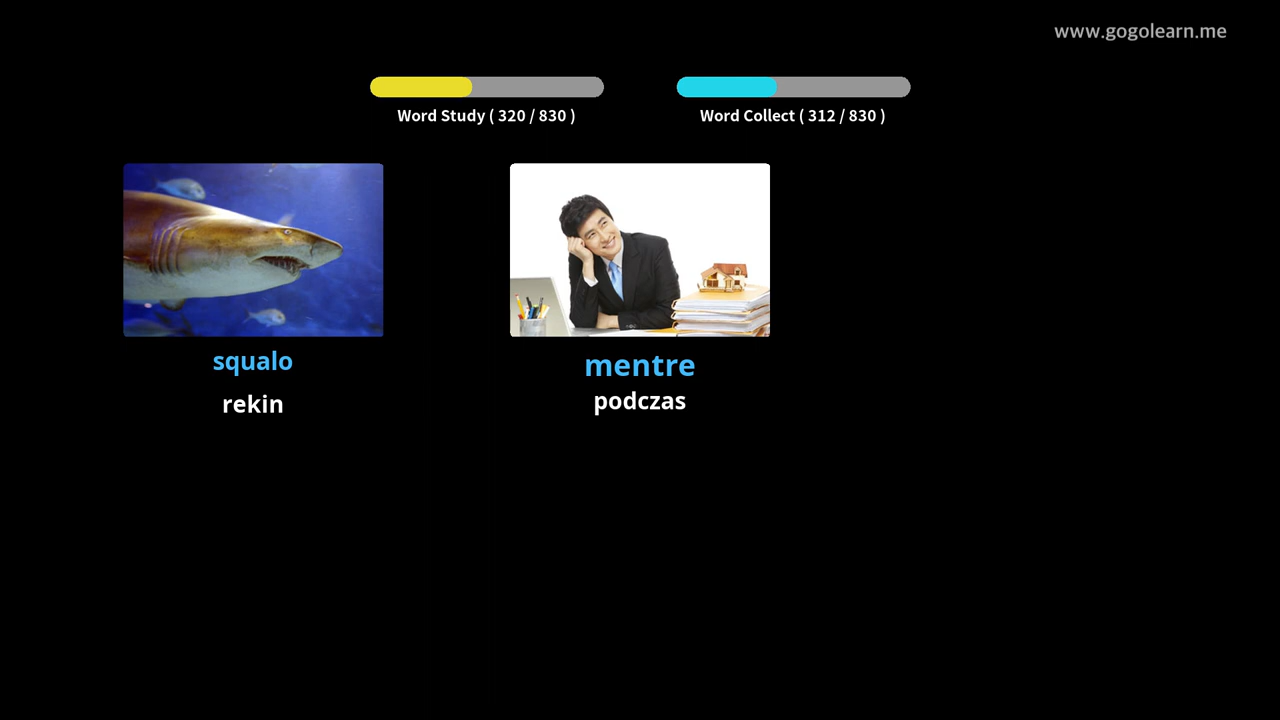 www.gogolearn.me
Word Study ( 320 / 830 )
Word Collect ( 312 / 830 )
squalo
rekin
mentre
podczas